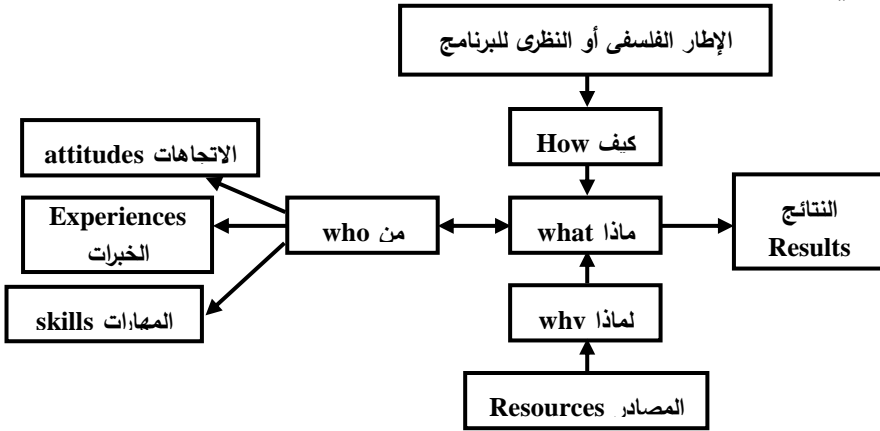 الإطار الفلسفى أو النظرى للبرنامج
كيف How
الاتجاهات attitudes
Experiences
الخبرات
من who
ماذا what
النتائج
Results
المهارات skills
لماذا why
المصادر Resources